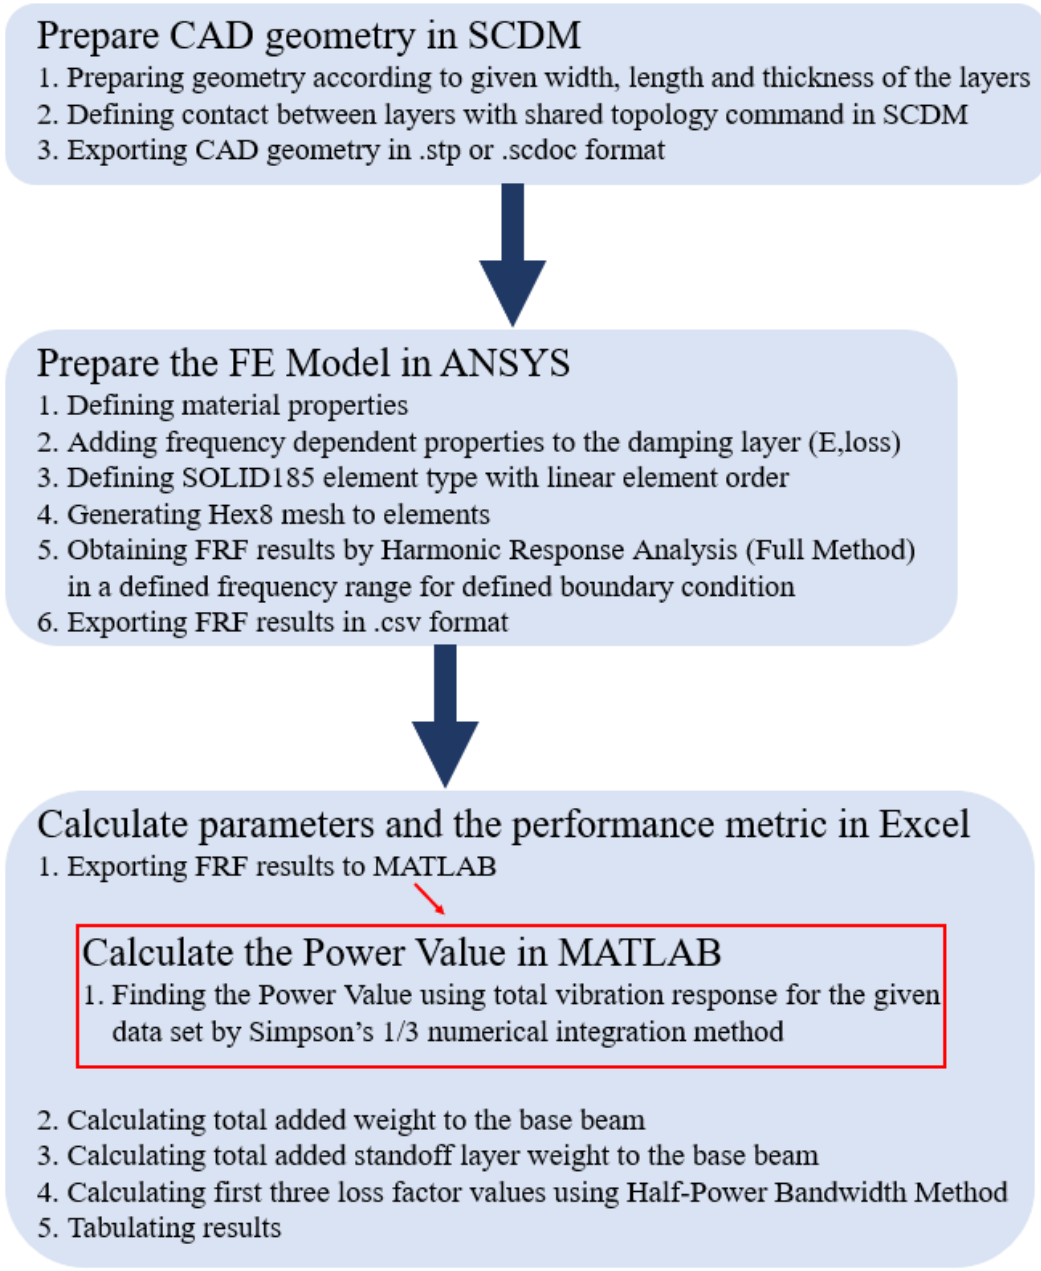 Prepare CAD geometry in SCDM
1. Preparing geometry according to given width, length and thickness of the layers
2. Defining contact between layers with shared topology command in SCDM
3. Exporting CAD geometry in .stp or .scdoc format
Prepare the FE Model in ANSYS
1. Defining material properties
2. Adding frequency dependent properties to the damping layer (E,loss)
3. Defining SOLID185 element type with linear element order
4. Generating Hex8 mesh to elements
5. Obtaining FRF results by Harmonic Response Analysis (Full Method)
in a defined frequency range for defined boundary condition
6. Exporting FRF results in .csv format
Calculate parameters and the performance metric in Excel
1. Exporting FRF results to MATLAB
Calculate the Power Value in MATLAB
1. Finding the Power Value using total vibration response for the given
data set by Simpson’s 1/3 numerical integration method
2. Calculating total added weight to the base beam
3. Calculating total added standoff layer weight to the base beam
4. Calculating first three loss factor values using Half-Power Bandwidth Method
5. Tabulating results